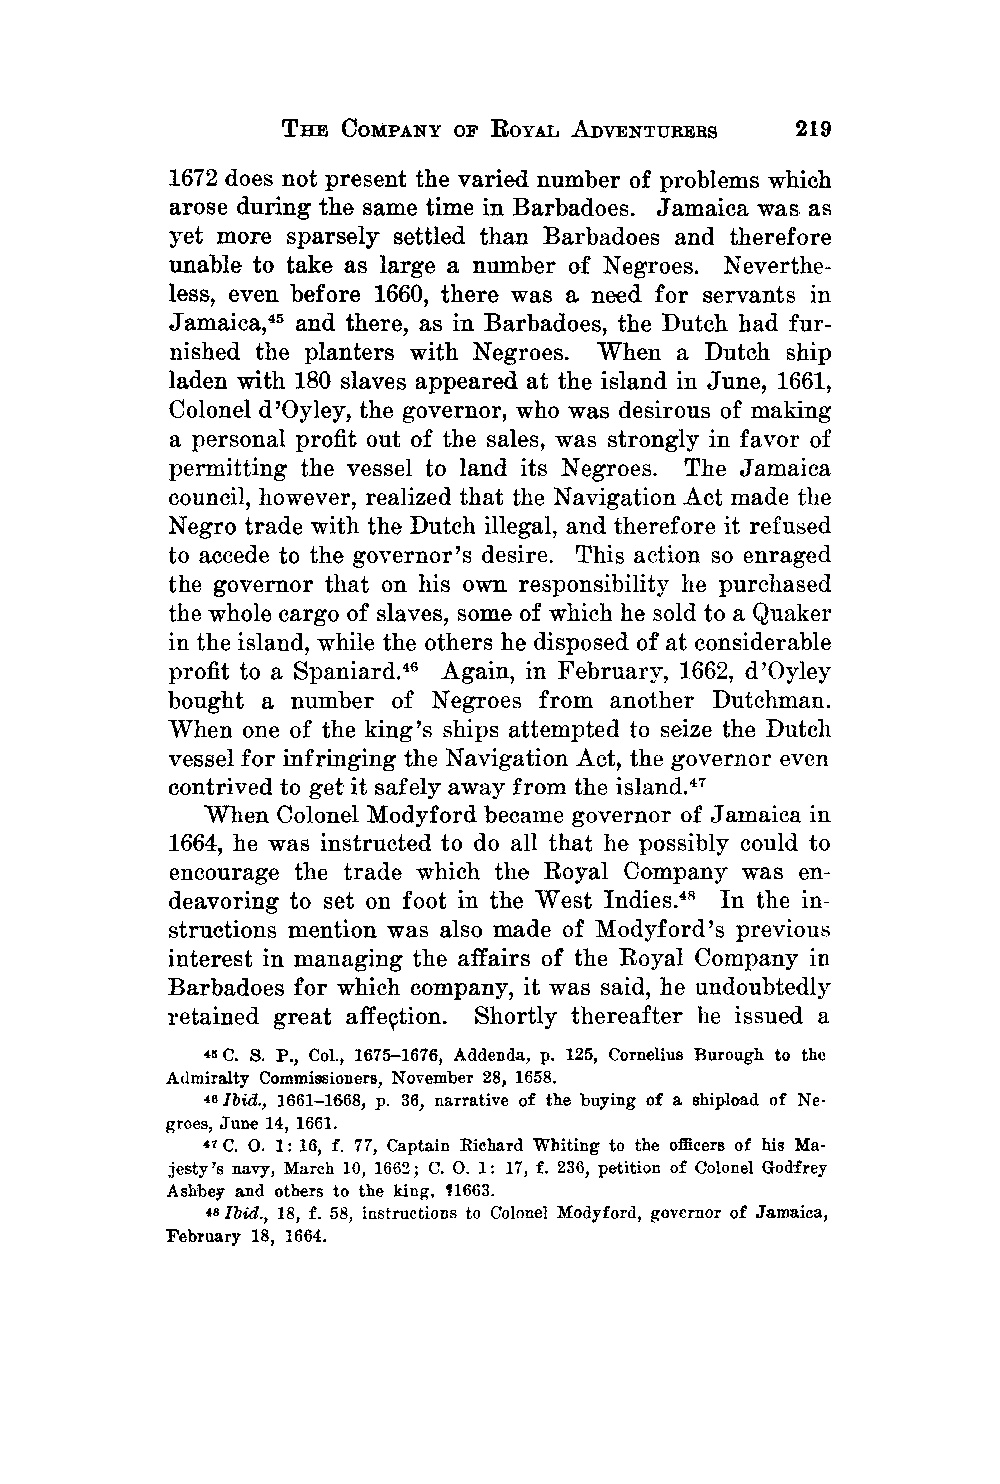 THE COMPANY OF ROYAL ADVENTURERS 219
1672 does not present the varied number of problems which
arose during the same time in Barbadoes. Jamaica was as
yet more sparsely settled than Barbadoes and therefore
unable to take as large a number of Negroes. Neverthe-
less, even before 1660, there was a need for servants in
Jamaica,⁴⁵ and there, as in Barbadoes, the Dutch had fur-
nished the planters with Negroes. When a Dutch ship
laden with 180 slaves appeared at the island in June, 1661,
Colonel d'Oyley, the governor, who was desirous of making
a personal profit out of the sales, was strongly in favor of
permitting the vessel to land its Negroes. The Jamaica
council, however, realized that the Navigation Act made the
Negro trade with the Dutch illegal, and therefore it refused
to accede to the governor's desire. This action so enraged
the governor that on his own responsibility he purchased
the whole cargo of slaves, some of which he sold to a Quaker
in the island, while the others he disposed of at considerable
profit to a Spaniard.⁴⁶ Again, in February, 1662, d'Oyley
bought a number of Negroes from another Dutchman.
When one of the king's ships attempted to seize the Dutch
vessel for infringing the Navigation Act, the governor even
contrived to get it safely away from the island.⁴⁷
When Colonel Modyford became governor of Jamaica in
1664, he was instructed to do all that he possibly could to
encourage the trade which the Royal Company was en-
deavoring to set on foot in the West Indies.⁴⁸ In the in-
structions mention was also made of Modyford's previous
interest in managing the affairs of the Royal Company in
Barbadoes for which company, it was said, he undoubtedly
retained great affection. Shortly thereafter he issued a
⁴⁵ C. S. P., Col., 1675–1676, Addenda, p. 125, Cornelius Burough to the
Admiralty Commissioners, November 28, 1658.
⁴⁶ Ibid., 1661–1668, p. 36, narrative of the buying of a shipload of Ne-
groes, June 14, 1661.
⁴⁷ C. O. 1: 16, f. 77, Captain Richard Whiting to the officers of his Ma-
jesty's navy, March 10, 1662; C. O. 1: 17, f. 236, petition of Colonel Godfrey
Ashbey and others to the king, ?1663.
⁴⁸ Ibid., 18, f. 58, instructions to Colonel Modyford, governor of Jamaica,
February 18, 1664.